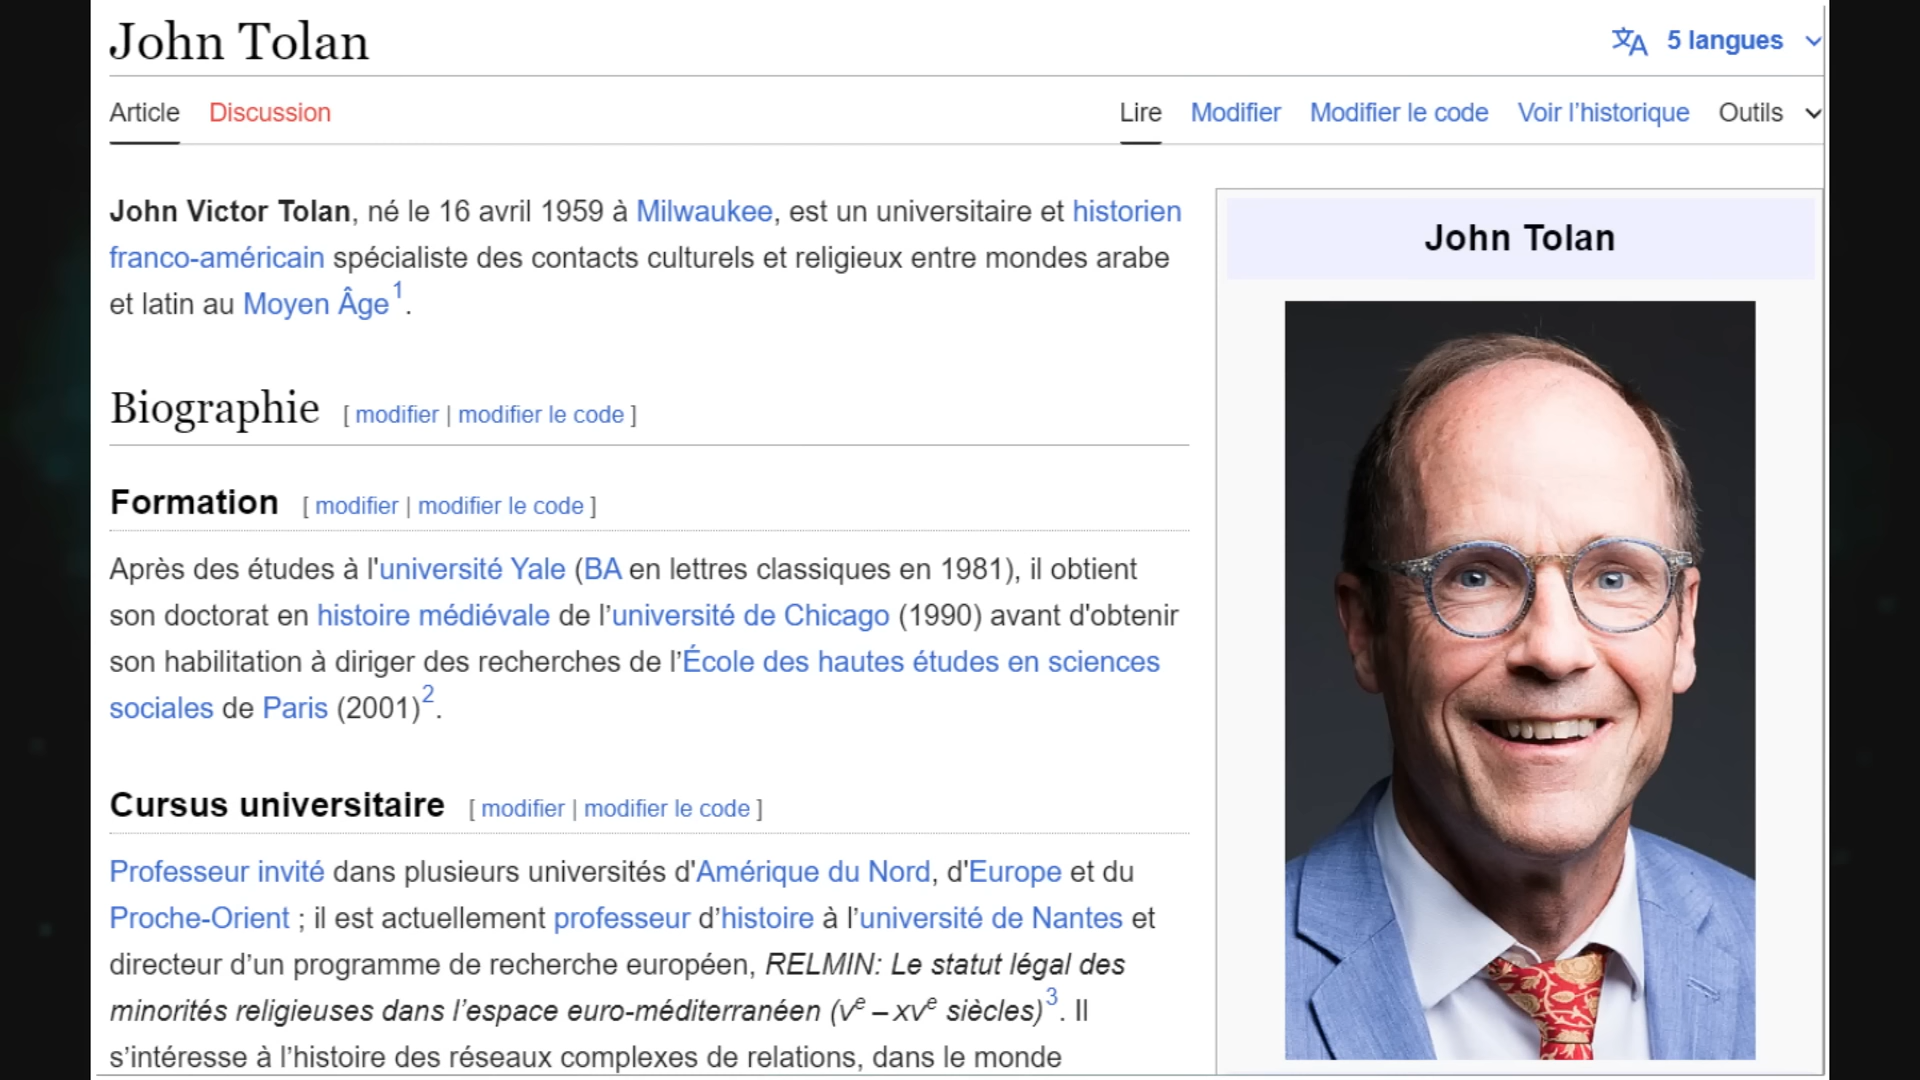 John Tolan
5 langues
Article Discussion Lire Modifier Modifier le code Voir l’historique Outils
John Victor Tolan, né le 16 avril 1959 à Milwaukee, est un universitaire et historien
franco-américain spécialiste des contacts culturels et religieux entre mondes arabe
et latin au Moyen Âge1.
Biographie [ modifier | modifier le code ]
Formation [ modifier | modifier le code ]
Après des études à l'université Yale (BA en lettres classiques en 1981), il obtient
son doctorat en histoire médiévale de l’université de Chicago (1990) avant d'obtenir
son habilitation à diriger des recherches de l’École des hautes études en sciences
sociales de Paris (2001)2.
Cursus universitaire [ modifier | modifier le code ]
Professeur invité dans plusieurs universités d'Amérique du Nord, d'Europe et du
Proche-Orient ; il est actuellement professeur d’histoire à l’université de Nantes et
directeur d’un programme de recherche européen, RELMIN: Le statut légal des
minorités religieuses dans l’espace euro-méditerranéen (ve – xve siècles)3. Il
s’intéresse à l’histoire des réseaux complexes de relations, dans le monde
John Tolan